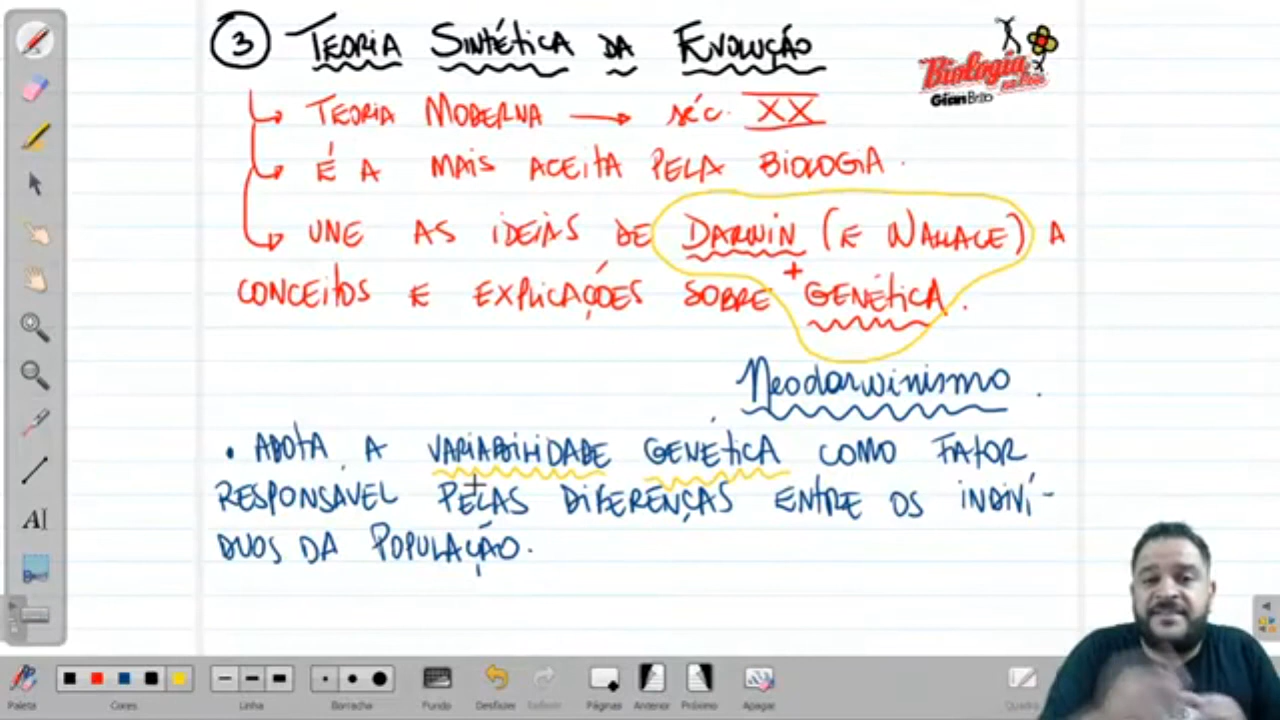 3 TEORIA SINTÉTICA DA EVOLUÇÃO
Biologia
Gian Brito
TEORIA MODERNA → séc. XX
É A MAIS ACEITA PELA BIOLOGIA.
UNE AS IDEIAS DE DARWIN (E WALLACE) A
+
CONCEITOS E EXPLICAÇÕES SOBRE GENÉTICA.
Neodarwinismo.
• ADOTA A VARIABILIDADE GENÉTICA COMO FATOR
RESPONSÁVEL PELAS DIFERENÇAS ENTRE OS INDIVÍ-
DUOS DA POPULAÇÃO.
AI
Paleta Cores Linha Borracha Fundo Desfazer Refazer Páginas Anterior Próximo Apagar Quadro